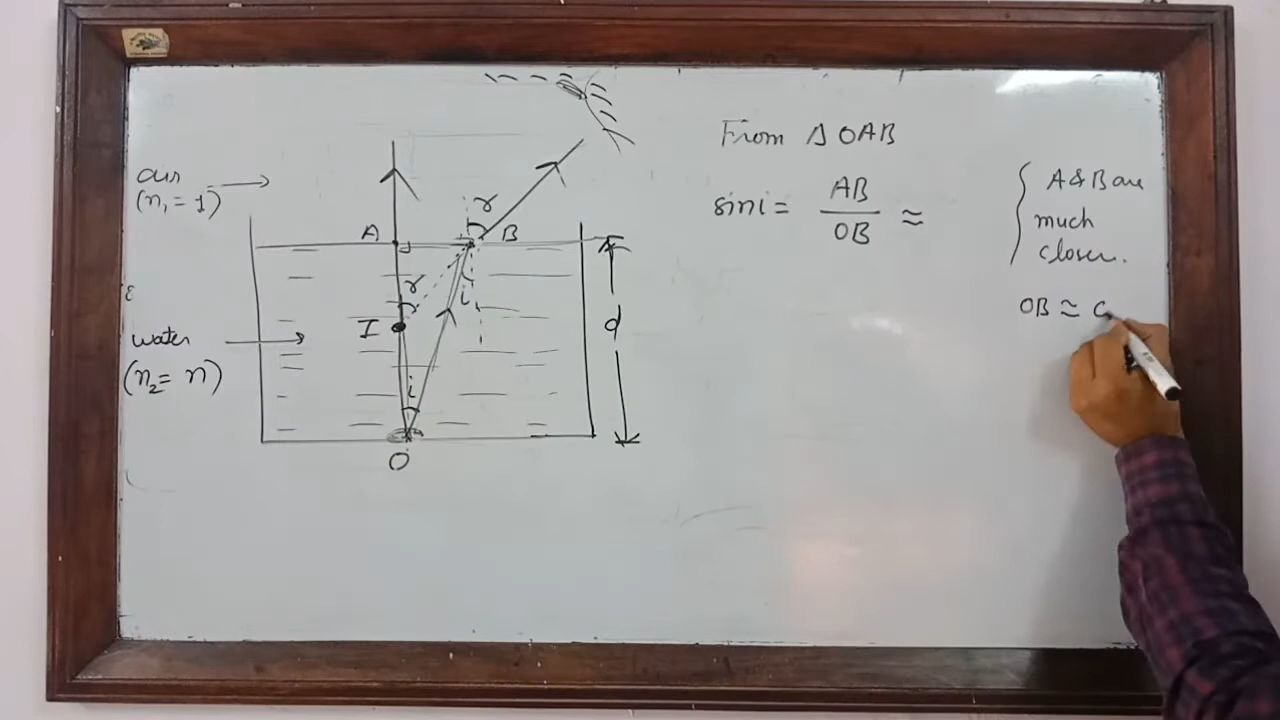 air
(n₁ = 1)
water
(n₂ = n)
A
B
r
r
I
i
i
O
d
From Δ OAB
sin i = AB / OB ≈
{ A & B are
much
closer.
OB ≈